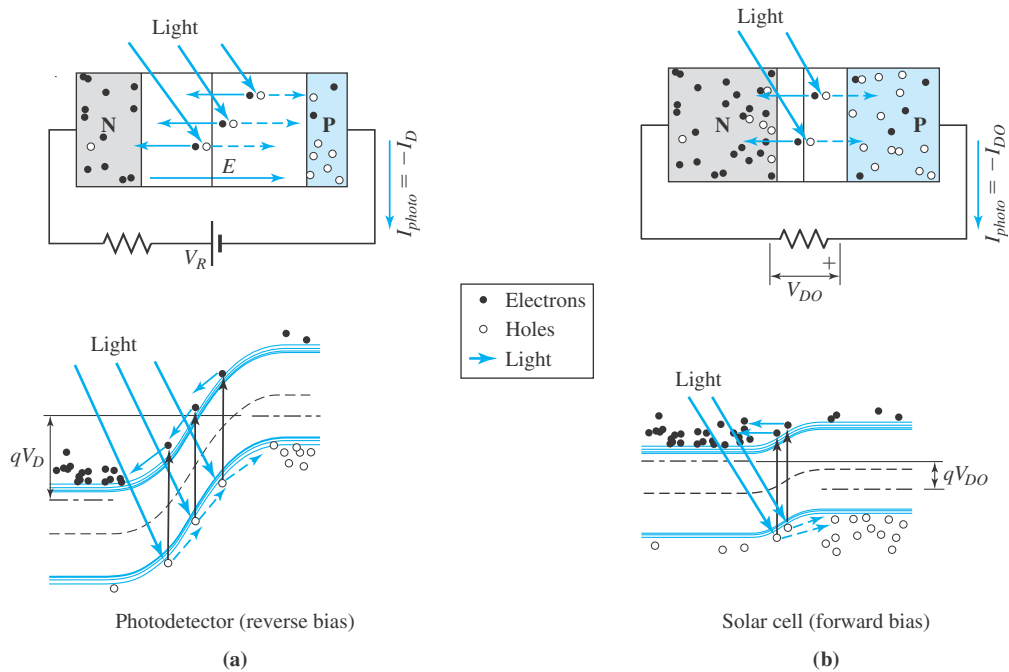 Light
N
P
E
I_photo = −I_D
V_R
Light
N
P
I_photo = −I_DO
+
V_DO
Electrons
Holes
Light
Light
qV_D
Light
qV_DO
Photodetector (reverse bias)
(a)
Solar cell (forward bias)
(b)